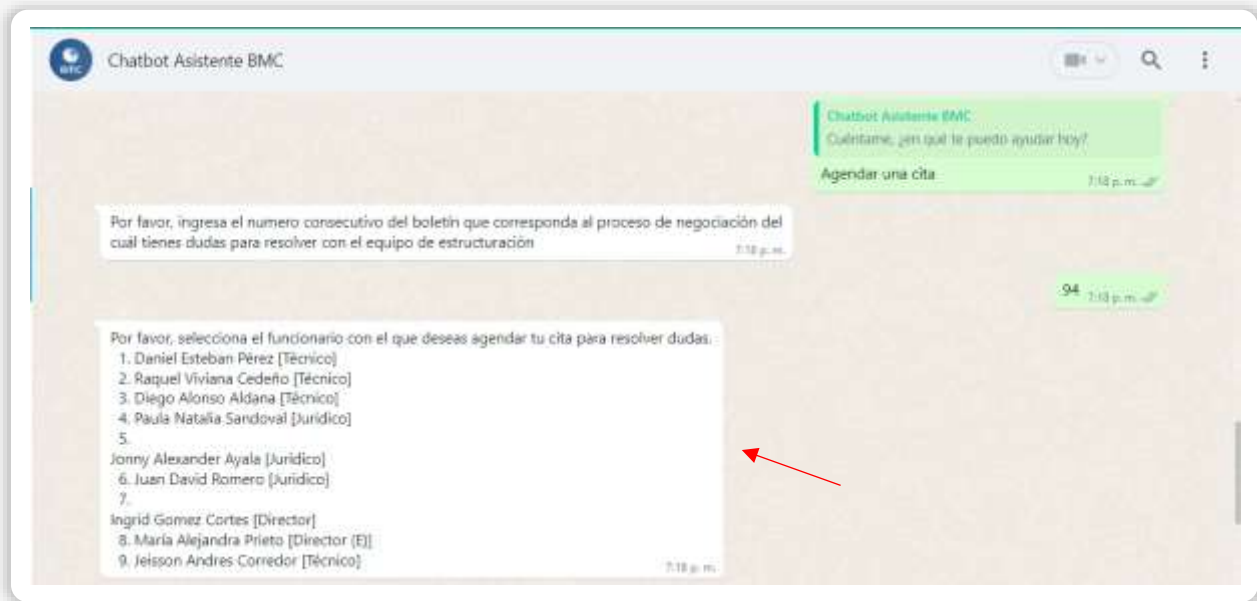 BMC
Chatbot Asistente BMC
Chatbot Asistente BMC
Cuéntame, ¿en qué te puedo ayudar hoy?
Agendar una cita
7:18 p. m.
Por favor, ingresa el numero consecutivo del boletín que corresponda al proceso de negociación del
cuál tienes dudas para resolver con el equipo de estructuración
7:18 p. m.
94
7:18 p. m.
Por favor, selecciona el funcionario con el que deseas agendar tu cita para resolver dudas.
1. Daniel Esteban Pérez [Técnico]
2. Raquel Viviana Cedeño [Técnico]
3. Diego Alonso Aldana [Técnico]
4. Paula Natalia Sandoval [Jurídico]
5.
Jonny Alexander Ayala [Jurídico]
6. Juan David Romero [Jurídico]
7.
Ingrid Gomez Cortes [Director]
8. María Alejandra Prieto [Director (E)]
9. Jeisson Andres Corredor [Técnico]
7:18 p. m.